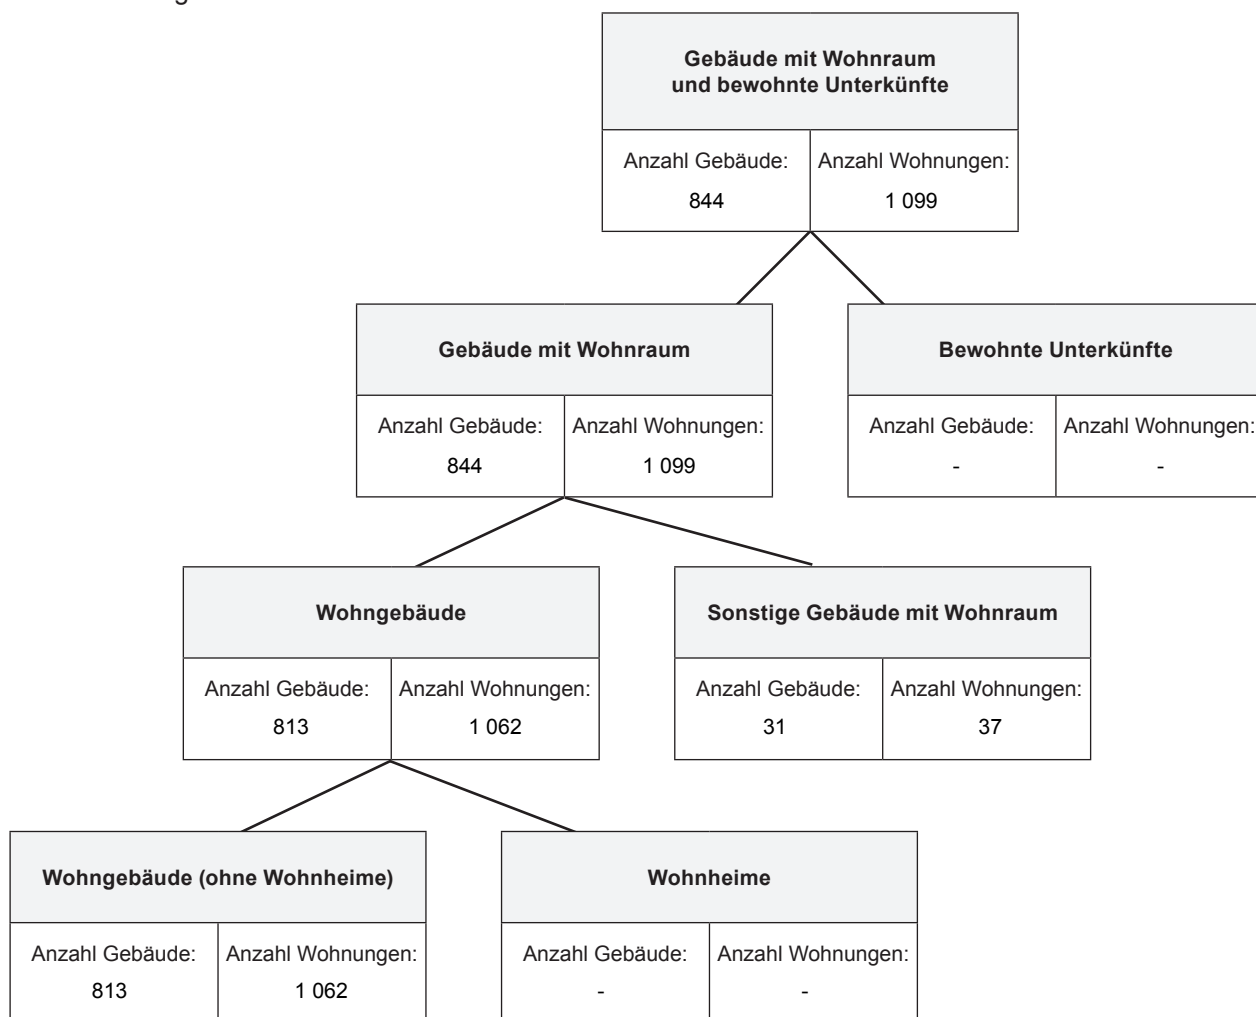 Gebäude mit Wohnraum
und bewohnte Unterkünfte
Anzahl Gebäude: Anzahl Wohnungen:
844 1 099
Gebäude mit Wohnraum Bewohnte Unterkünfte
Anzahl Gebäude: Anzahl Wohnungen: Anzahl Gebäude: Anzahl Wohnungen:
844 1 099 - -
Wohngebäude Sonstige Gebäude mit Wohnraum
Anzahl Gebäude: Anzahl Wohnungen: Anzahl Gebäude: Anzahl Wohnungen:
813 1 062 31 37
Wohngebäude (ohne Wohnheime) Wohnheime
Anzahl Gebäude: Anzahl Wohnungen: Anzahl Gebäude: Anzahl Wohnungen:
813 1 062 - -